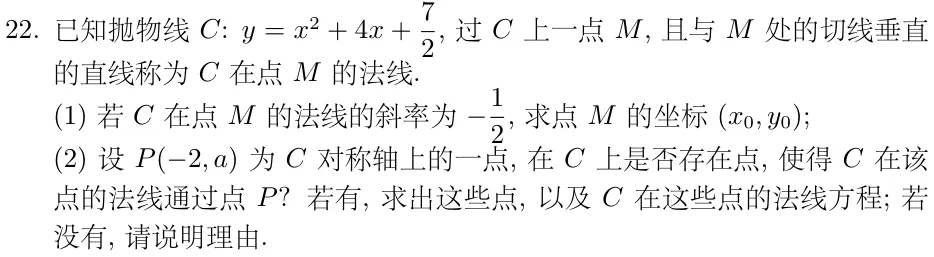 22. 已知抛物线 C: y = x² + 4x + 7/2, 过 C 上一点 M, 且与 M 处的切线垂直
的直线称为 C 在点 M 的法线.
(1) 若 C 在点 M 的法线的斜率为 −1/2, 求点 M 的坐标 (x₀, y₀);
(2) 设 P(−2, a) 为 C 对称轴上的一点, 在 C 上是否存在点, 使得 C 在该
点的法线通过点 P? 若有, 求出这些点, 以及 C 在这些点的法线方程; 若
没有, 请说明理由.